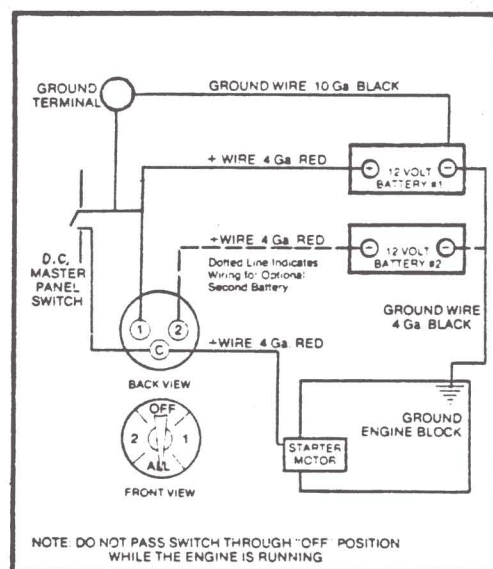 GROUND
TERMINAL
GROUND WIRE 10 Ga BLACK
+ WIRE 4 Ga RED
+ −
12 VOLT
BATTERY #1
+WIRE 4 Ga RED
Dotted Line Indicates
Wiring for Optional
Second Battery
− −
12 VOLT
BATTERY #2
D.C.
MASTER
PANEL
SWITCH
GROUND WIRE
4 Ga BLACK
1 2
C
+WIRE 4 Ga. RED
BACK VIEW
OFF
2 1
ALL
FRONT VIEW
GROUND
ENGINE BLOCK
STARTER
MOTOR
NOTE: DO NOT PASS SWITCH THROUGH "OFF" POSITION
WHILE THE ENGINE IS RUNNING